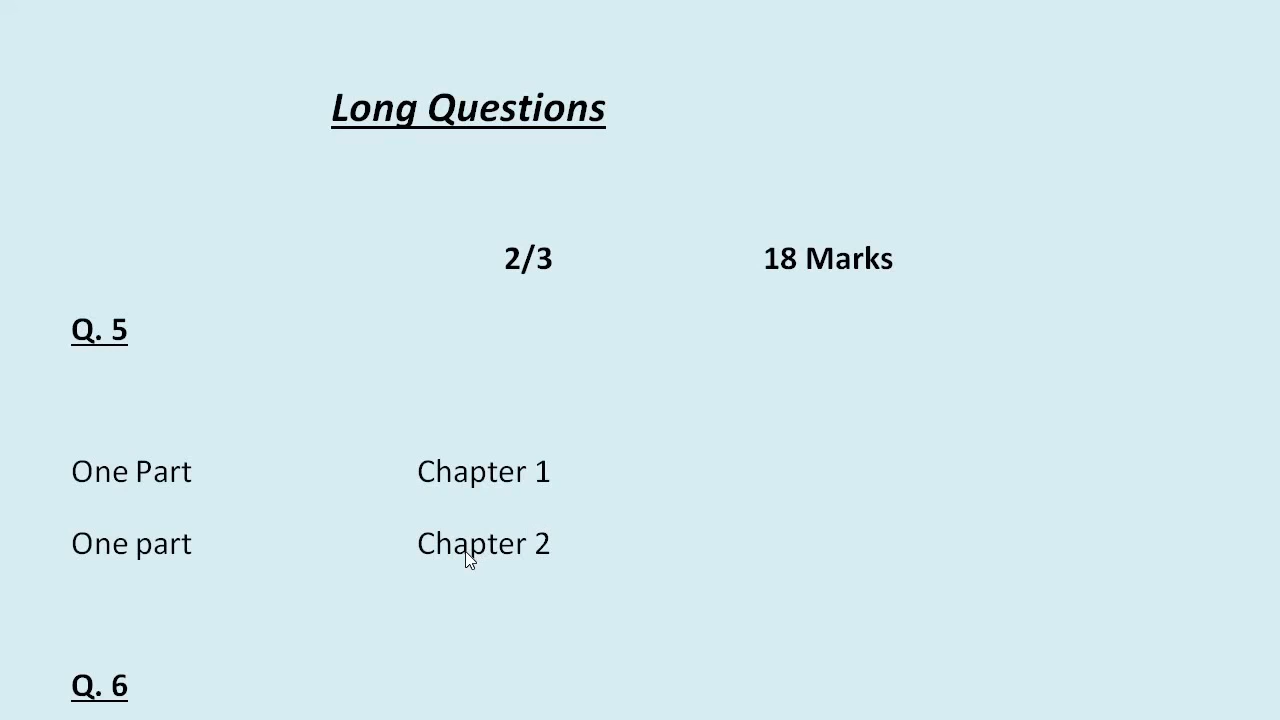 Long Questions
2/3 18 Marks
Q. 5
One Part Chapter 1
One part Chapter 2
Q. 6